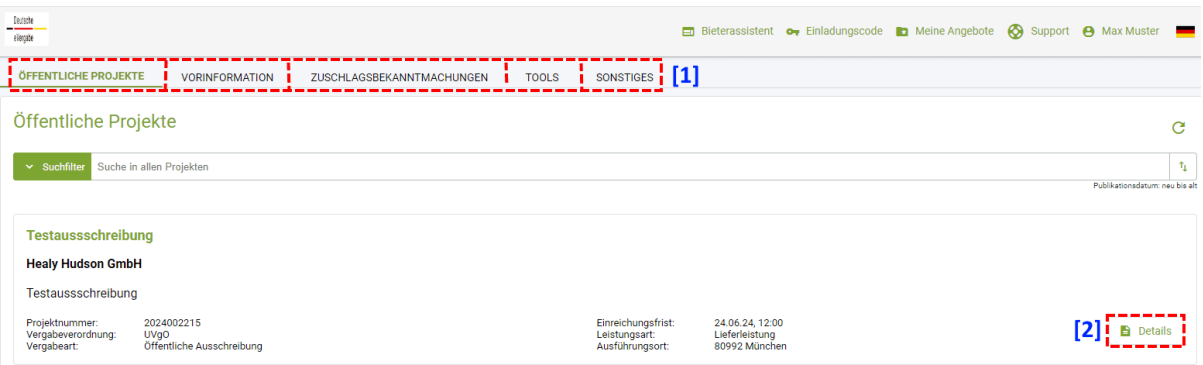 Deutsche
eVergabe
Bieterassistent Einladungscode Meine Angebote Support Max Muster
ÖFFENTLICHE PROJEKTE VORINFORMATION ZUSCHLAGSBEKANNTMACHUNGEN TOOLS SONSTIGES [1]
Öffentliche Projekte
Suchfilter Suche in allen Projekten
Publikationsdatum: neu bis alt
Testaussschreibung
Healy Hudson GmbH
Testaussschreibung
Projektnummer: 2024002215 Einreichungsfrist: 24.06.24, 12:00
Vergabeverordnung: UVgO Leistungsart: Lieferleistung [2] Details
Vergabeart: Öffentliche Ausschreibung Ausführungsort: 80992 München